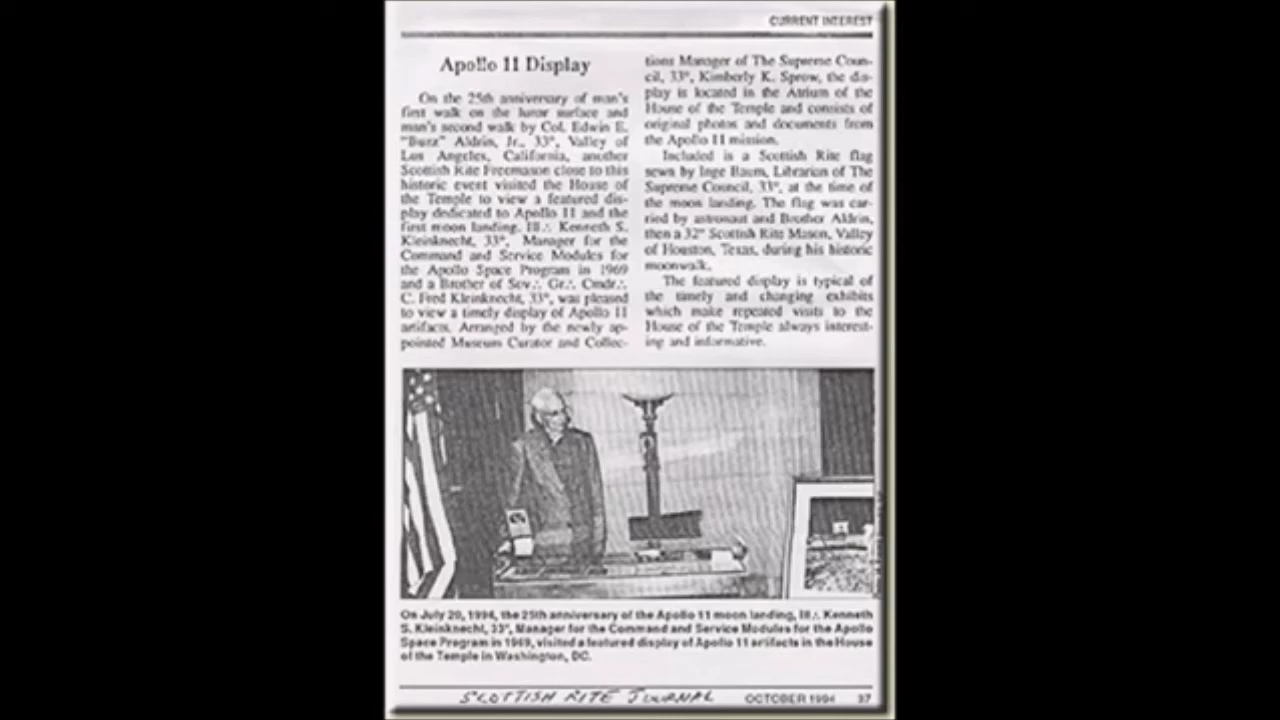 CURRENT INTEREST
Apollo 11 Display
On the 25th anniversary of man's
first walk on the lunar surface and
man's second walk by Col. Edwin E.
"Buzz" Aldrin, Jr., 33°, Valley of
Los Angeles, California, another
Scottish Rite Freemason close to this
historic event visited the House of
the Temple to view a featured dis-
play dedicated to Apollo 11 and the
first moon landing. Ill∴ Kenneth S.
Kleinknecht, 33°, Manager for the
Command and Service Modules for
the Apollo Space Program in 1969
and a Brother of Sov∴ Gr∴ Cmdr∴
C. Fred Kleinknecht, 33°, was pleased
to view a timely display of Apollo 11
artifacts. Arranged by the newly ap-
pointed Museum Curator and Collec-
tions Manager of The Supreme Coun-
cil, 33°, Kimberly K. Sprow, the dis-
play is located in the Atrium of the
House of the Temple and consists of
original photos and documents from
the Apollo 11 mission.
Included is a Scottish Rite flag
sewn by Inge Baum, Librarian of The
Supreme Council, 33°, at the time of
the moon landing. The flag was car-
ried by astronaut and Brother Aldrin,
then a 32° Scottish Rite Mason, Valley
of Houston, Texas, during his historic
moonwalk.
The featured display is typical of
the timely and changing exhibits
which make repeated visits to the
House of the Temple always interest-
ing and informative.
On July 20, 1994, the 25th anniversary of the Apollo 11 moon landing, Ill∴ Kenneth
S. Kleinknecht, 33°, Manager for the Command and Service Modules for the Apollo
Space Program in 1969, visited a featured display of Apollo 11 artifacts in the House
of the Temple in Washington, DC.
SCOTTISH RITE JOURNAL OCTOBER 1994 37